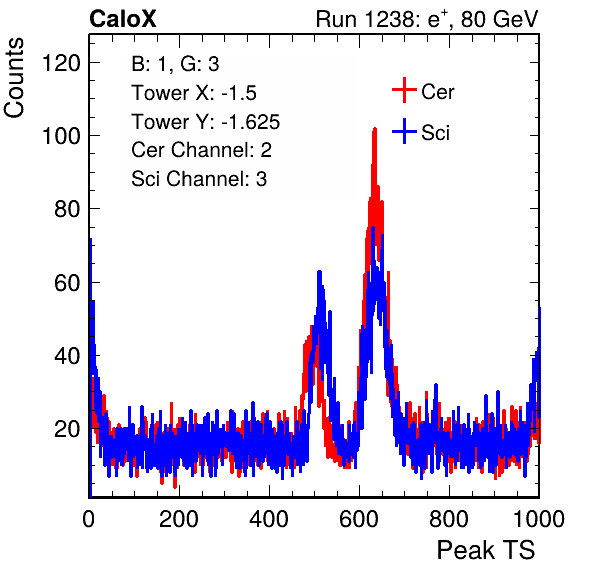 CaloX
Run 1238: e+, 80 GeV
Counts
B: 1, G: 3
Tower X: -1.5
Tower Y: -1.625
Cer Channel: 2
Sci Channel: 3
Cer
Sci
120
100
80
60
40
20
0 200 400 600 800 1000
Peak TS